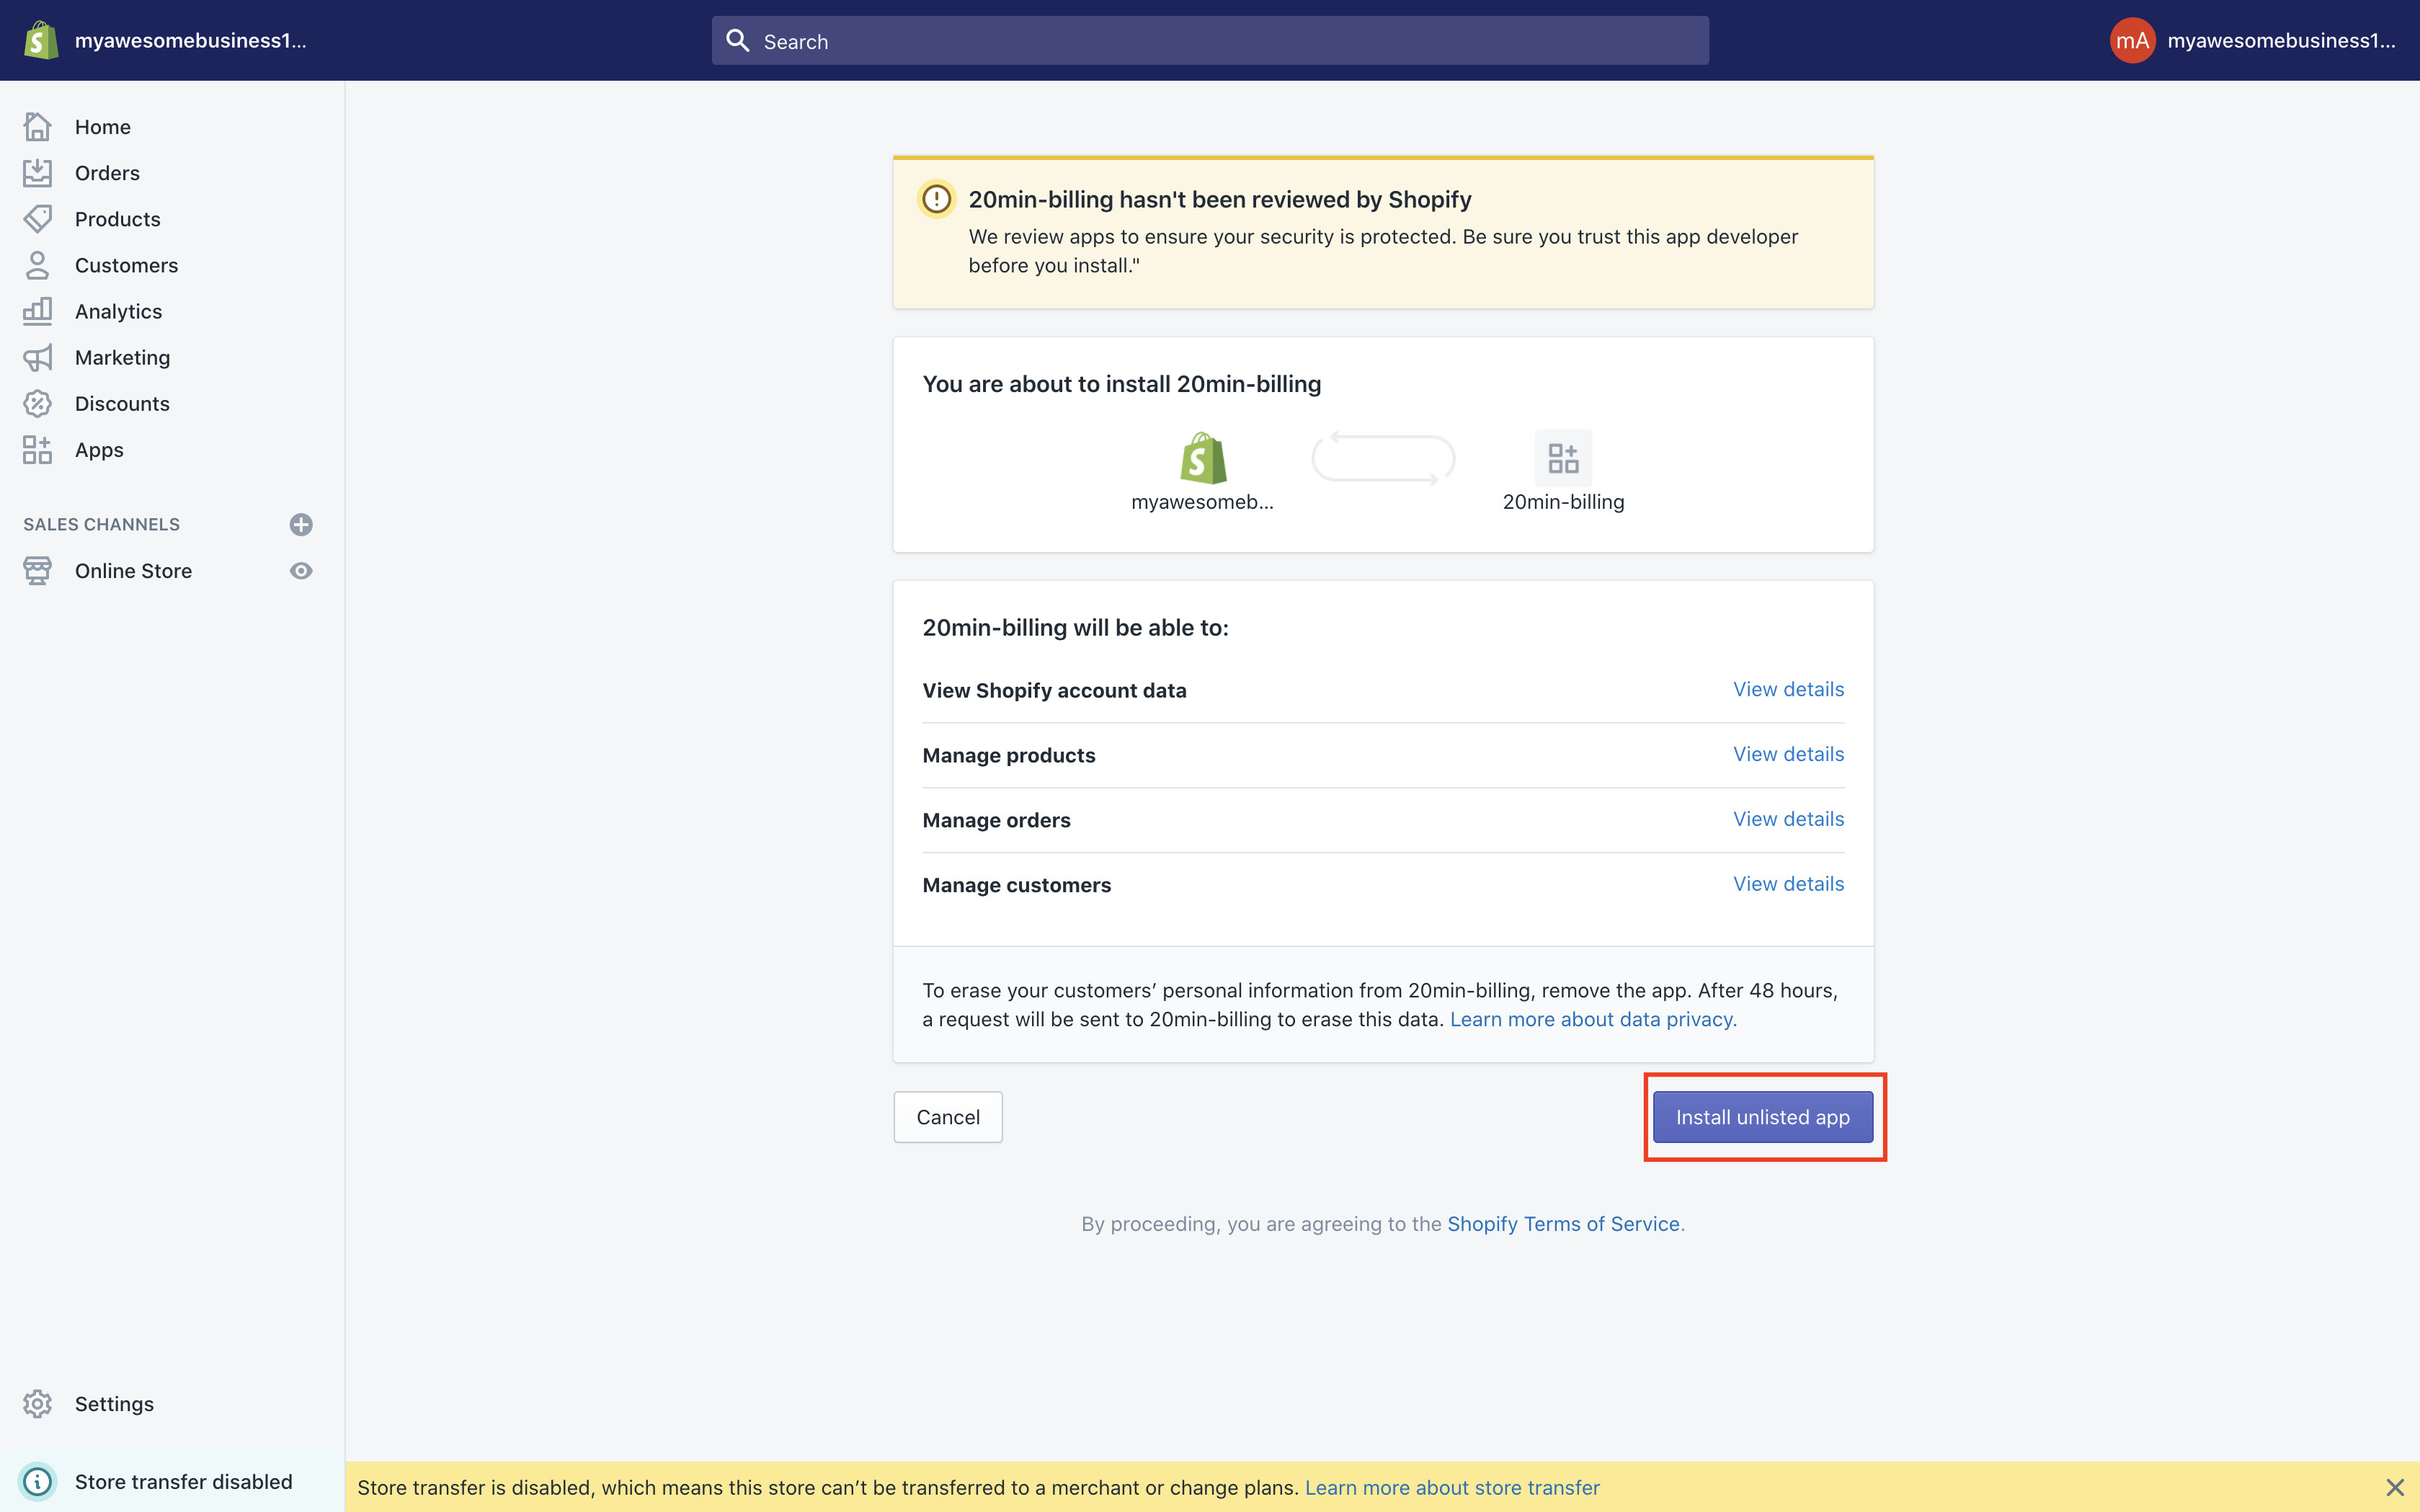 myawesomebusiness1...
Search
mA
myawesomebusiness1...
Home
Orders
Products
Customers
Analytics
Marketing
Discounts
Apps
SALES CHANNELS
Online Store
Settings
Store transfer disabled
20min-billing hasn't been reviewed by Shopify
We review apps to ensure your security is protected. Be sure you trust this app developer
before you install."
You are about to install 20min-billing
myawesomeb...
20min-billing
20min-billing will be able to:
View Shopify account data
View details
Manage products
View details
Manage orders
View details
Manage customers
View details
To erase your customers’ personal information from 20min-billing, remove the app. After 48 hours,
a request will be sent to 20min-billing to erase this data. Learn more about data privacy.
Cancel
Install unlisted app
By proceeding, you are agreeing to the Shopify Terms of Service.
Store transfer is disabled, which means this store can’t be transferred to a merchant or change plans. Learn more about store transfer